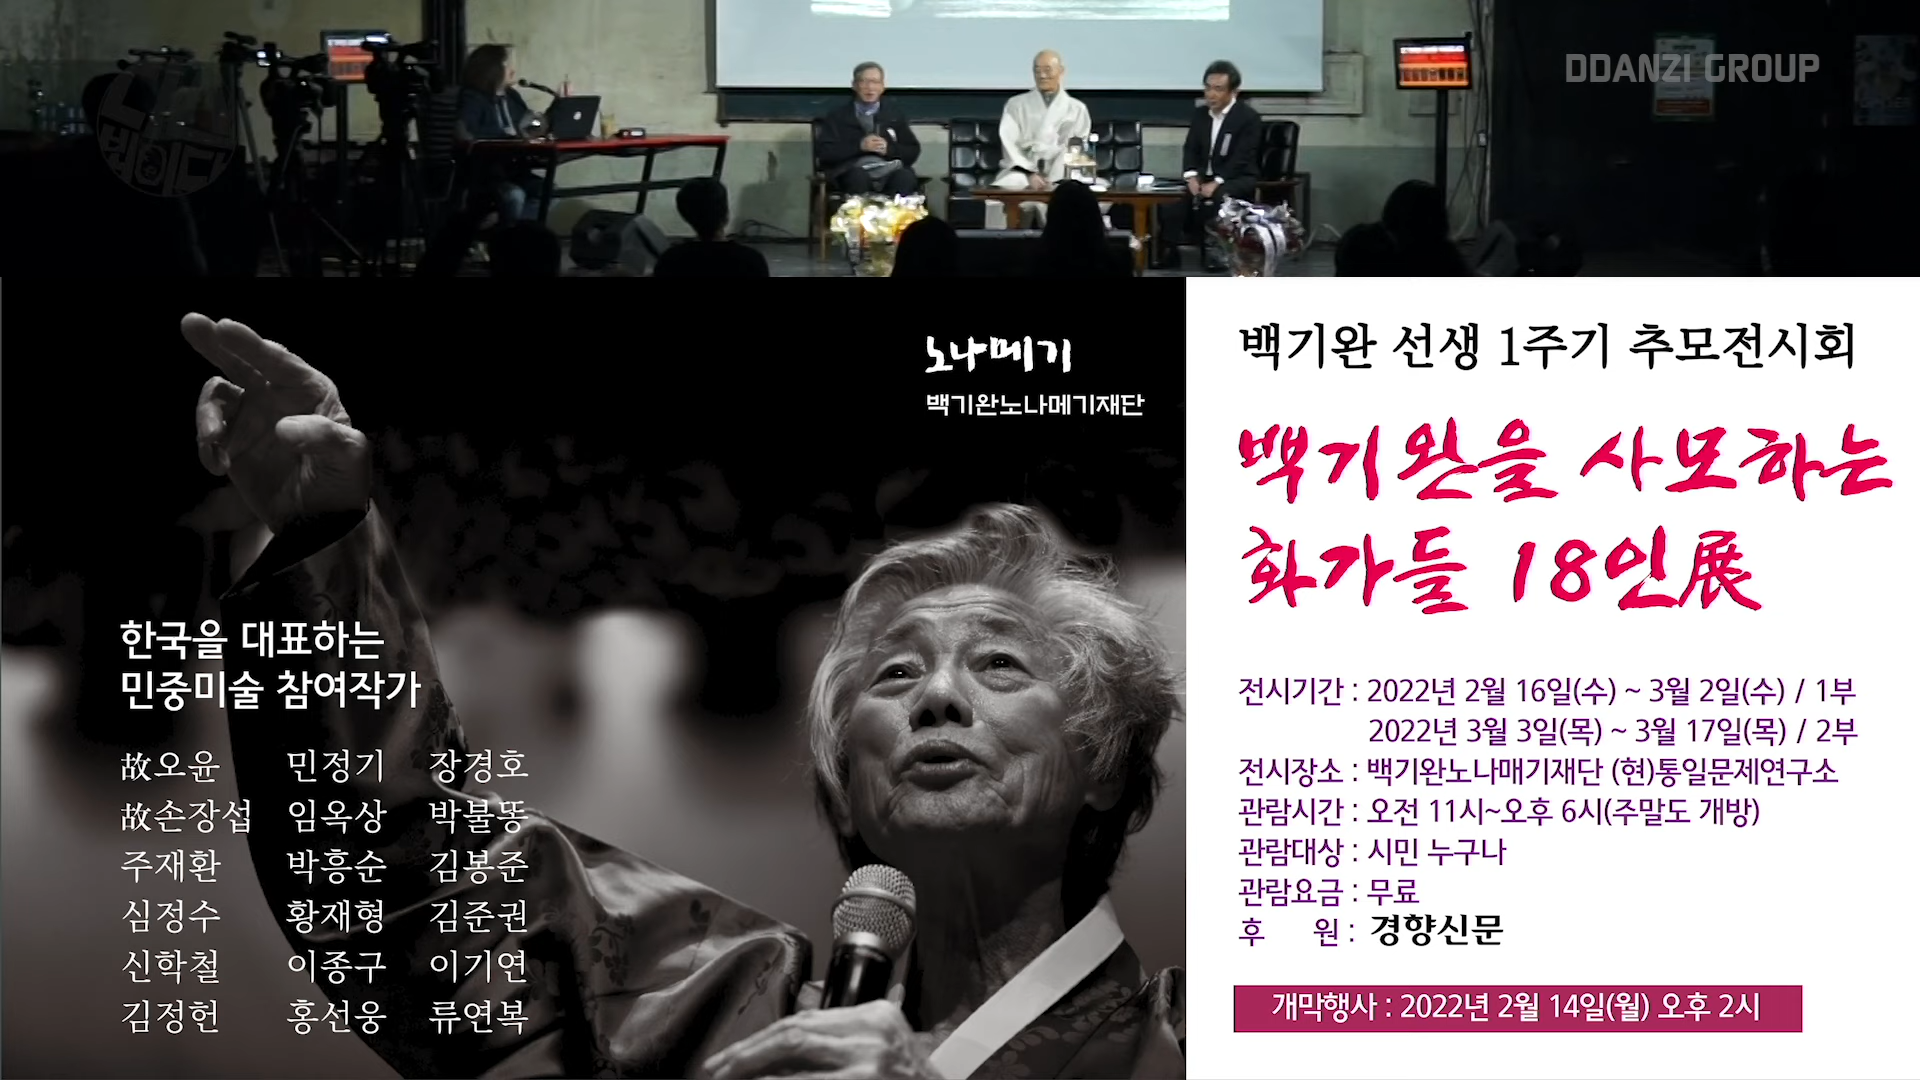 나는
범이다
DDANZI GROUP
노나메기
백기완노나메기재단
한국을 대표하는
민중미술 참여작가
故오윤 민정기 장경호
故손장섭 임옥상 박불똥
주재환 박흥순 김봉준
심정수 황재형 김준권
신학철 이종구 이기연
김정헌 홍선웅 류연복
백기완 선생 1주기 추모전시회
백기완을 사모하는
화가들 18인展
전시기간 : 2022년 2월 16일(수) ~ 3월 2일(수) / 1부
2022년 3월 3일(목) ~ 3월 17일(목) / 2부
전시장소 : 백기완노나매기재단 (현)통일문제연구소
관람시간 : 오전 11시~오후 6시(주말도 개방)
관람대상 : 시민 누구나
관람요금 : 무료
후 원 : 경향신문
개막행사 : 2022년 2월 14일(월) 오후 2시